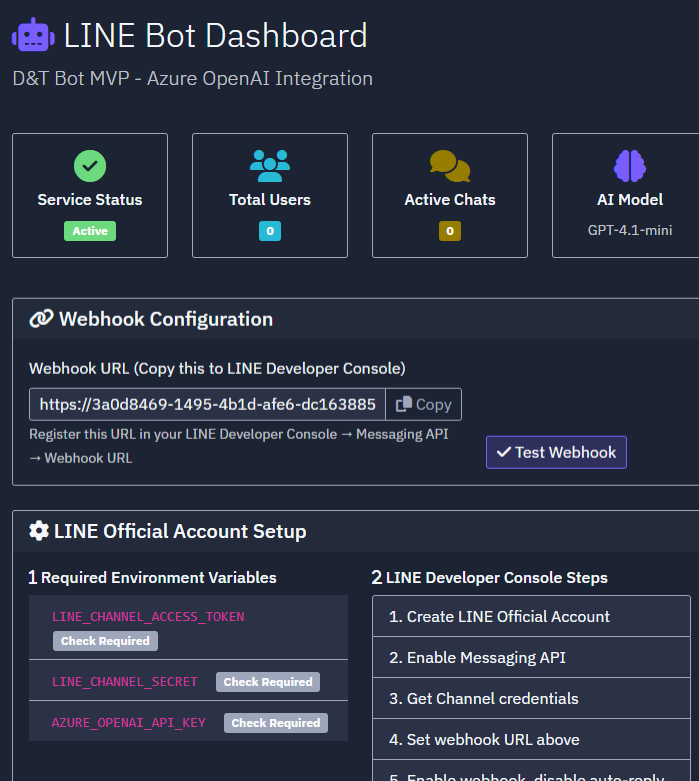 LINE Bot Dashboard
D&T Bot MVP - Azure OpenAI Integration
Service Status
Active
Total Users
0
Active Chats
0
AI Model
GPT-4.1-mini
Webhook Configuration
Webhook URL (Copy this to LINE Developer Console)
https://3a0d8469-1495-4b1d-afe6-dc163885
Copy
Register this URL in your LINE Developer Console → Messaging API
→ Webhook URL
Test Webhook
LINE Official Account Setup
1 Required Environment Variables
LINE_CHANNEL_ACCESS_TOKEN
Check Required
LINE_CHANNEL_SECRET Check Required
AZURE_OPENAI_API_KEY Check Required
2 LINE Developer Console Steps
1. Create LINE Official Account
2. Enable Messaging API
3. Get Channel credentials
4. Set webhook URL above
5. Enable webhook, disable auto-reply